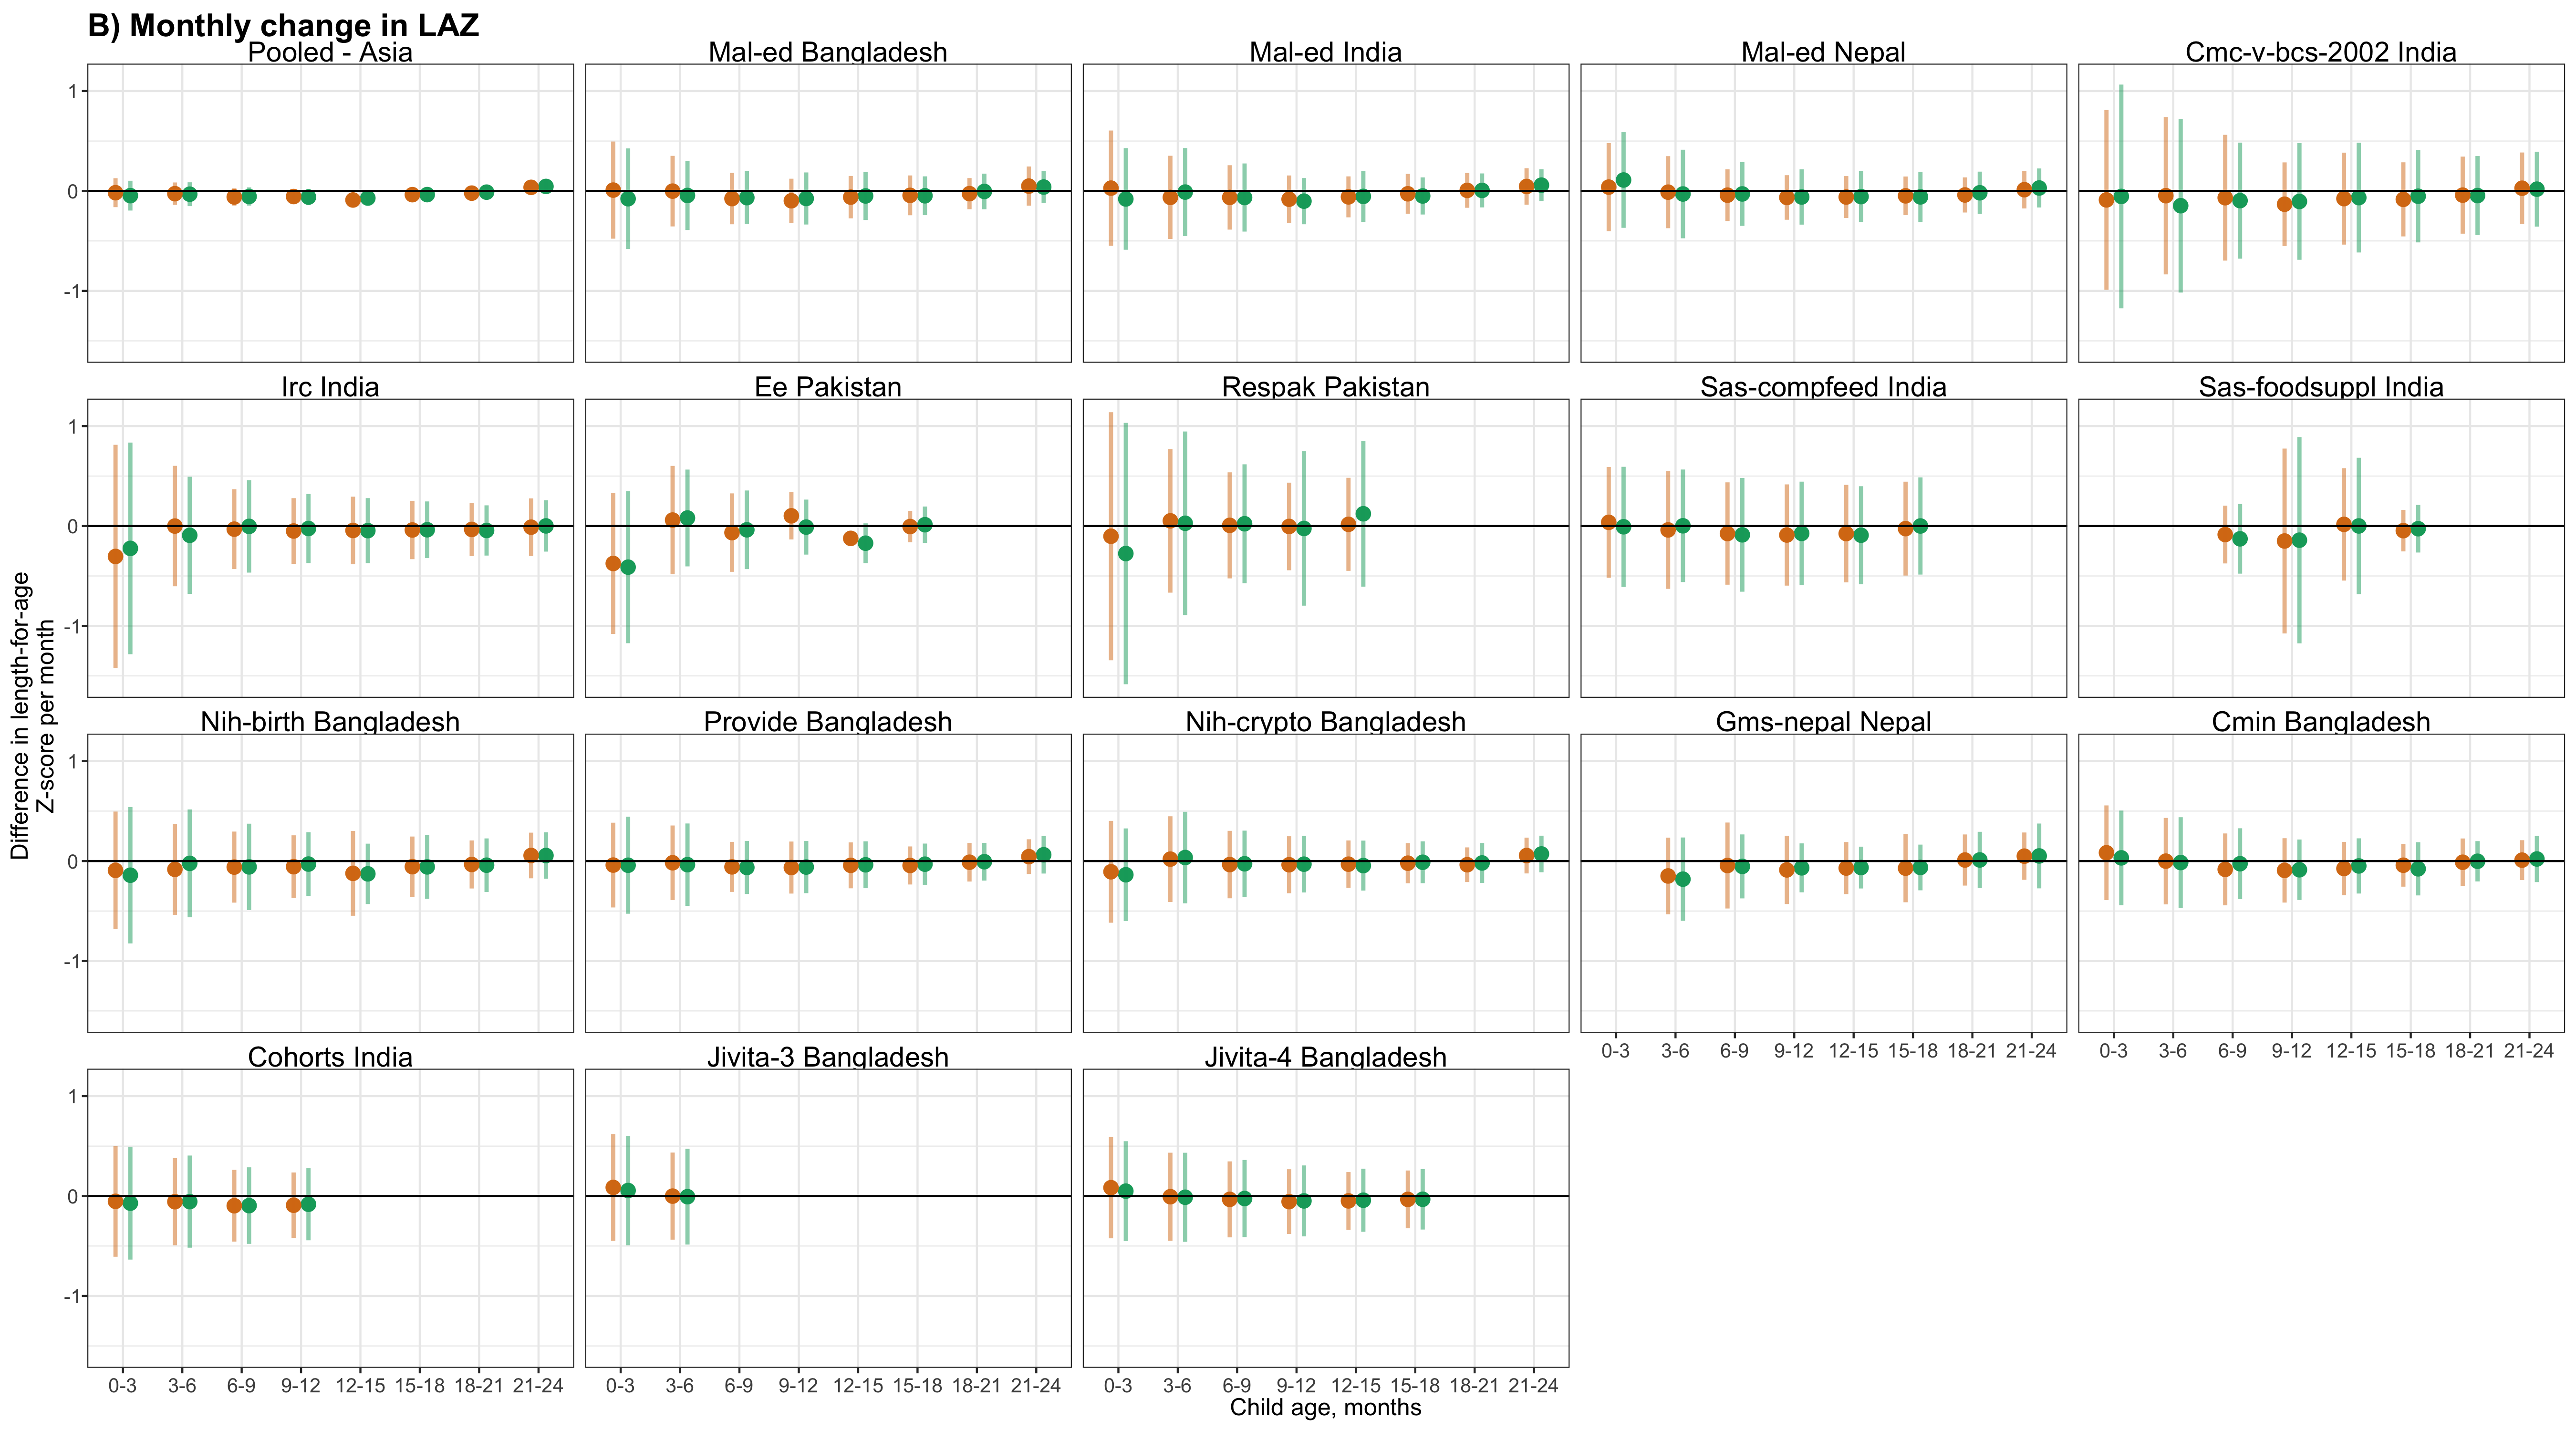 B) Monthly change in LAZ
Pooled - Asia
Mal-ed Bangladesh
Mal-ed India
Mal-ed Nepal
Cmc-v-bcs-2002 India
1
0
-1
Irc India
Ee Pakistan
Respak Pakistan
Sas-compfeed India
Sas-foodsuppl India
1
0
-1
Difference in length-for-age
Z-score per month
Nih-birth Bangladesh
Provide Bangladesh
Nih-crypto Bangladesh
Gms-nepal Nepal
Cmin Bangladesh
1
0
-1
0-3 3-6 6-9 9-12 12-15 15-18 18-21 21-24
0-3 3-6 6-9 9-12 12-15 15-18 18-21 21-24
Cohorts India
Jivita-3 Bangladesh
Jivita-4 Bangladesh
1
0
-1
0-3 3-6 6-9 9-12 12-15 15-18 18-21 21-24
0-3 3-6 6-9 9-12 12-15 15-18 18-21 21-24
0-3 3-6 6-9 9-12 12-15 15-18 18-21 21-24
Child age, months